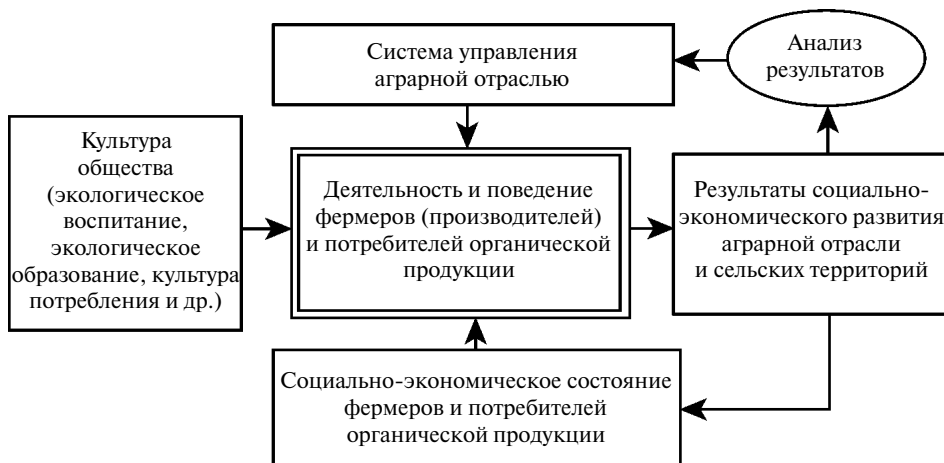 Система управления
аграрной отраслью
Анализ
результатов
Культура
общества
(экологическое
воспитание,
экологическое
образование, культура
потребления и др.)
Деятельность и поведение
фермеров (производителей)
и потребителей органической
продукции
Результаты социально-
экономического развития
аграрной отрасли
и сельских территорий
Социально-экономическое состояние
фермеров и потребителей
органической продукции